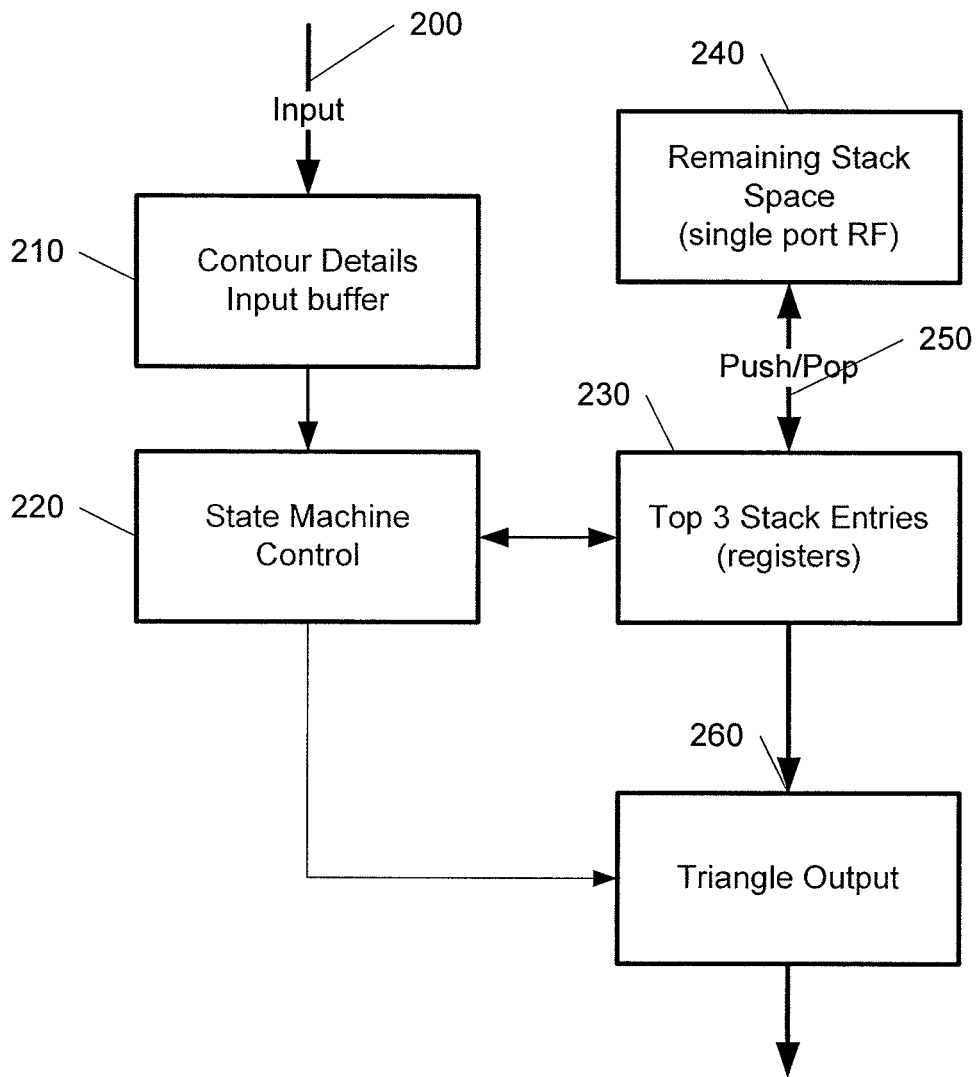 200
Input
240
Remaining Stack
Space
(single port RF)
210
Contour Details
Input buffer
250
Push/Pop
230
220
State Machine
Control
Top 3 Stack Entries
(registers)
260
Triangle Output